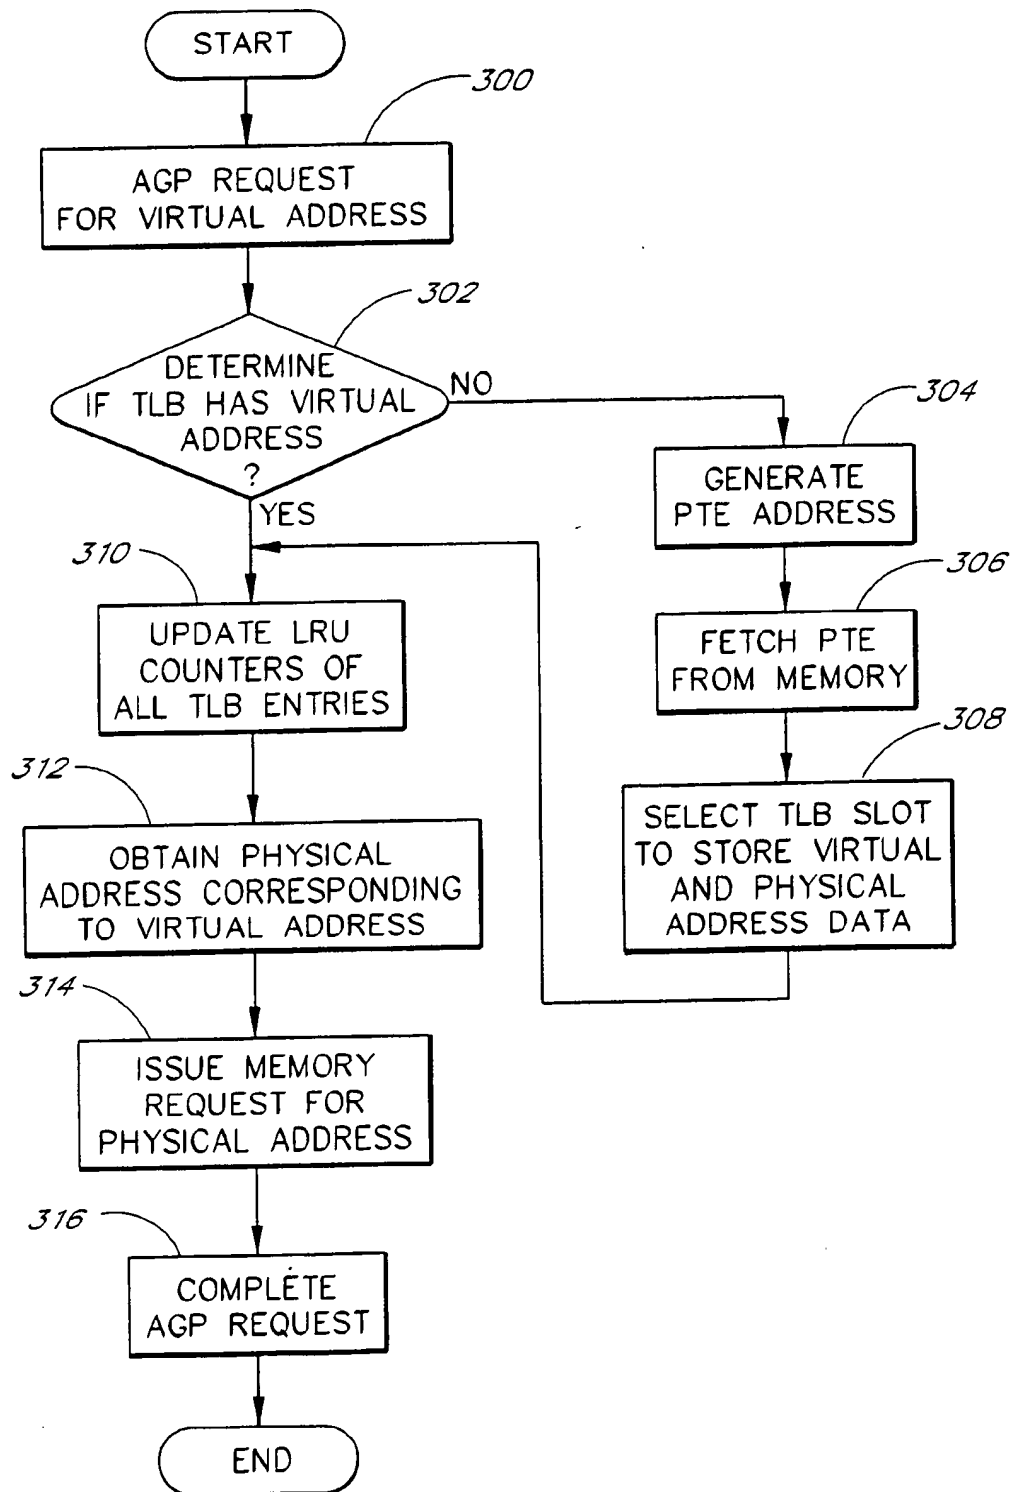 START
300
AGP REQUEST
FOR VIRTUAL ADDRESS
302
DETERMINE
IF TLB HAS VIRTUAL
ADDRESS
?
NO
YES
304
GENERATE
PTE ADDRESS
306
FETCH PTE
FROM MEMORY
308
SELECT TLB SLOT
TO STORE VIRTUAL
AND PHYSICAL
ADDRESS DATA
310
UPDATE LRU
COUNTERS OF
ALL TLB ENTRIES
312
OBTAIN PHYSICAL
ADDRESS CORRESPONDING
TO VIRTUAL ADDRESS
314
ISSUE MEMORY
REQUEST FOR
PHYSICAL ADDRESS
316
COMPLETE
AGP REQUEST
END